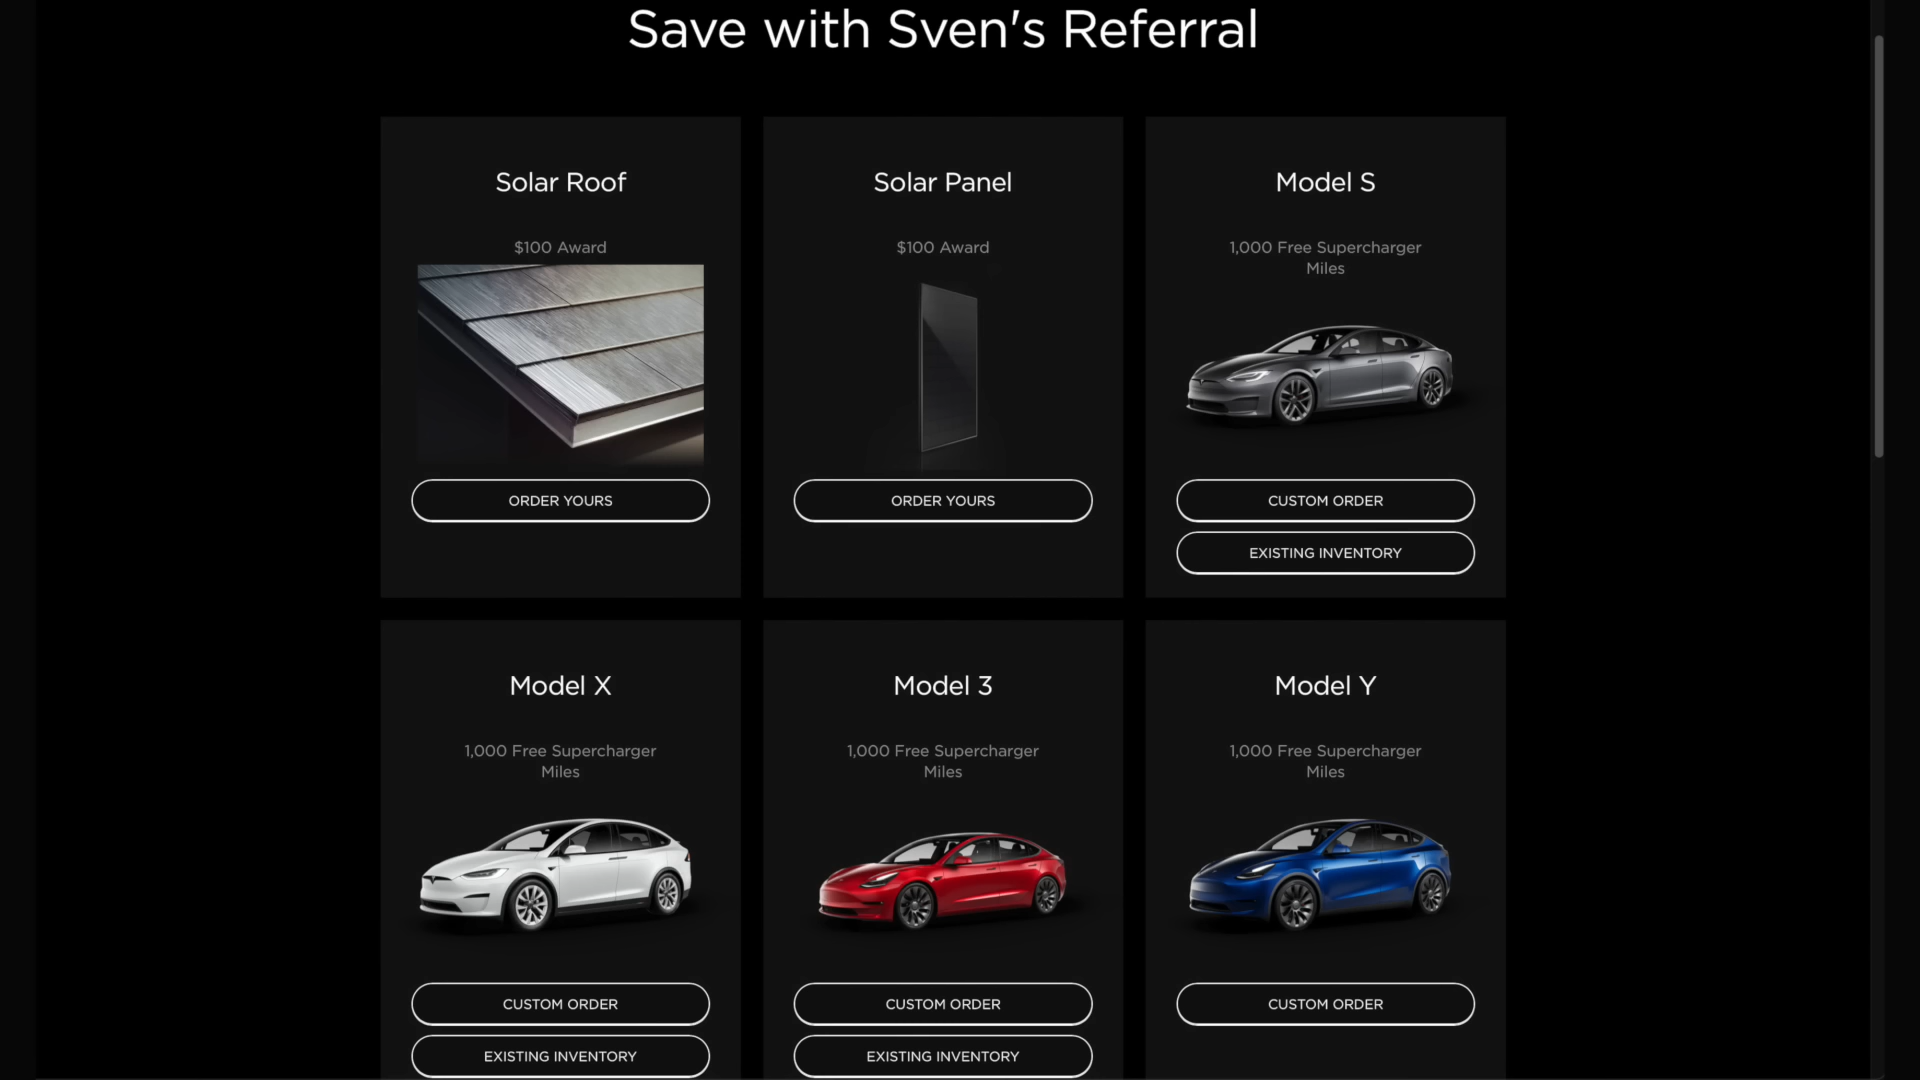 Save with Sven's Referral
Solar Roof
$100 Award
ORDER YOURS
Solar Panel
$100 Award
ORDER YOURS
Model S
1,000 Free Supercharger
Miles
CUSTOM ORDER
EXISTING INVENTORY
Model X
1,000 Free Supercharger
Miles
CUSTOM ORDER
EXISTING INVENTORY
Model 3
1,000 Free Supercharger
Miles
CUSTOM ORDER
EXISTING INVENTORY
Model Y
1,000 Free Supercharger
Miles
CUSTOM ORDER